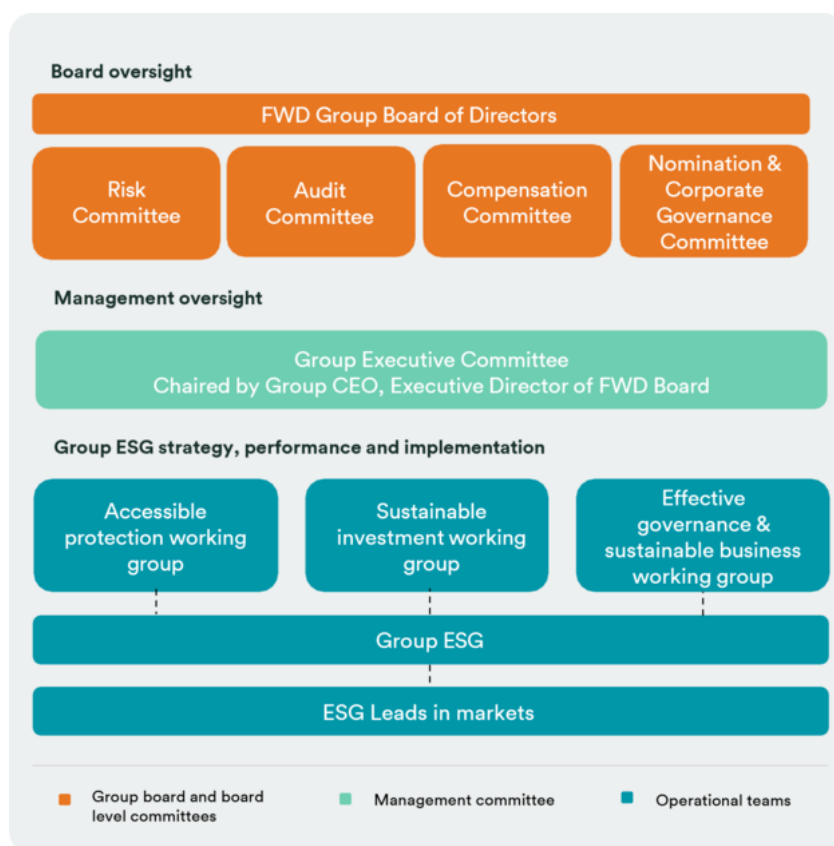 Board oversight
FWD Group Board of Directors
Risk
Committee
Audit
Committee
Compensation
Committee
Nomination &
Corporate
Governance
Committee
Management oversight
Group Executive Committee
Chaired by Group CEO, Executive Director of FWD Board
Group ESG strategy, performance and implementation
Accessible
protection working
group
Sustainable
investment working
group
Effective
governance &
sustainable business
working group
Group ESG
ESG Leads in markets
Group board and board
level committees
Management committee
Operational teams